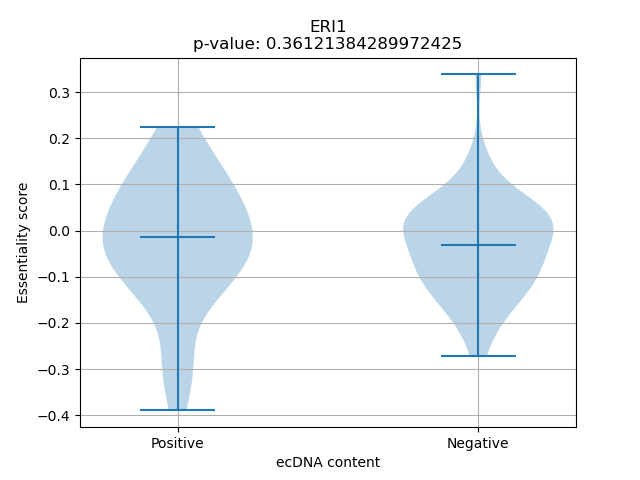 ERI1
p-value: 0.36121384289972425
Essentiality score
0.3
0.2
0.1
0.0
−0.1
−0.2
−0.3
−0.4
Positive
Negative
ecDNA content